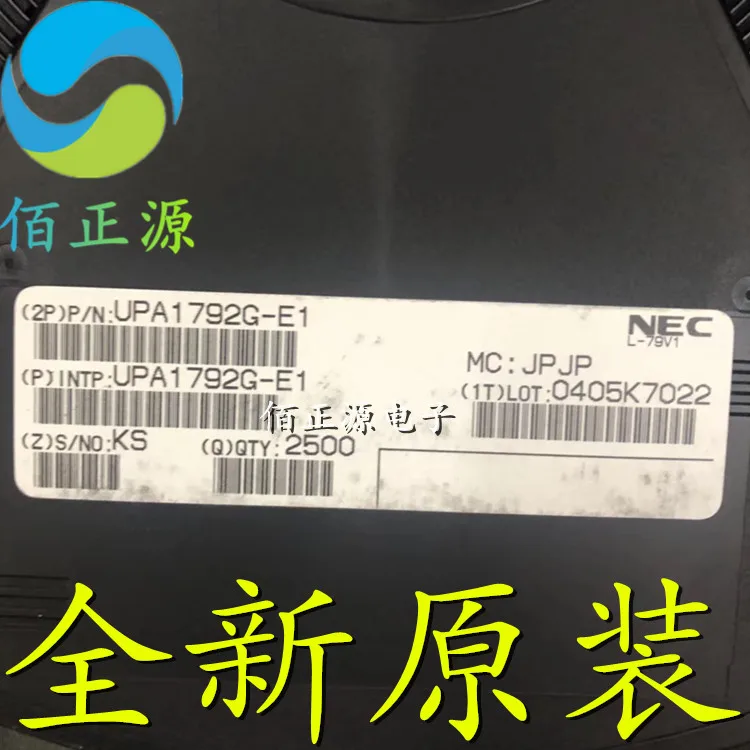 佰正源
(2P)P/N:UPA1792G-E1
NEC
L-79V1
MC:JPJP
(P)INTP:UPA1792G-E1
(1T)LOT:0405K7022
佰正源电子
(Z)S/NO:KS (Q)QTY:2500
全新原装